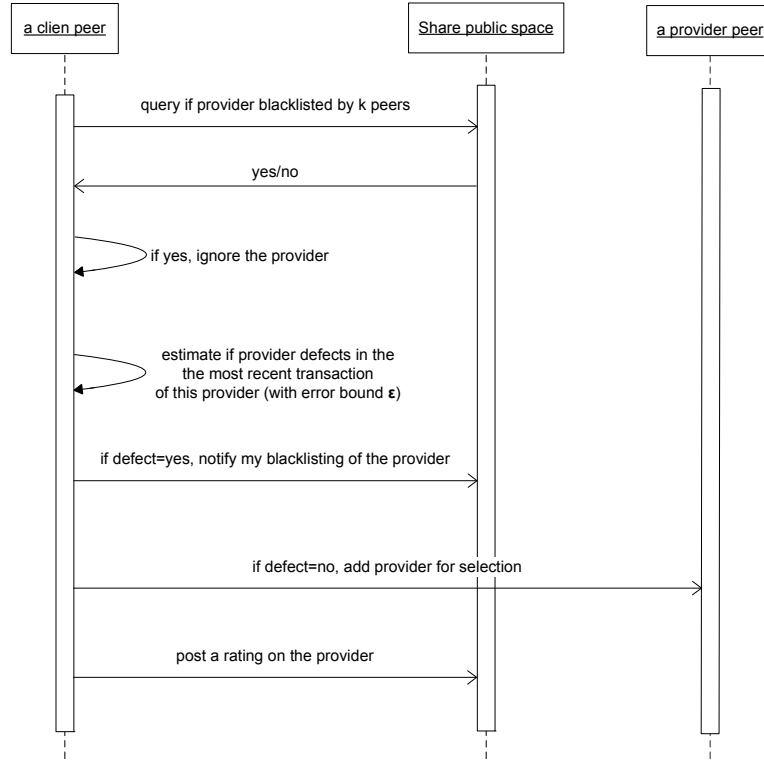 a clien peer
Share public space
a provider peer
query if provider blacklisted by k peers
yes/no
if yes, ignore the provider
estimate if provider defects in the
the most recent transaction
of this provider (with error bound ε)
if defect=yes, notify my blacklisting of the provider
if defect=no, add provider for selection
post a rating on the provider